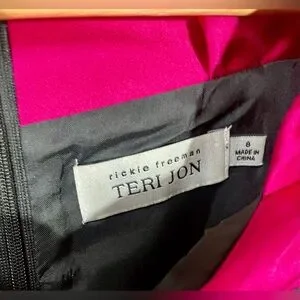 rickie freeman
TERI JON
8
MADE IN
CHINA